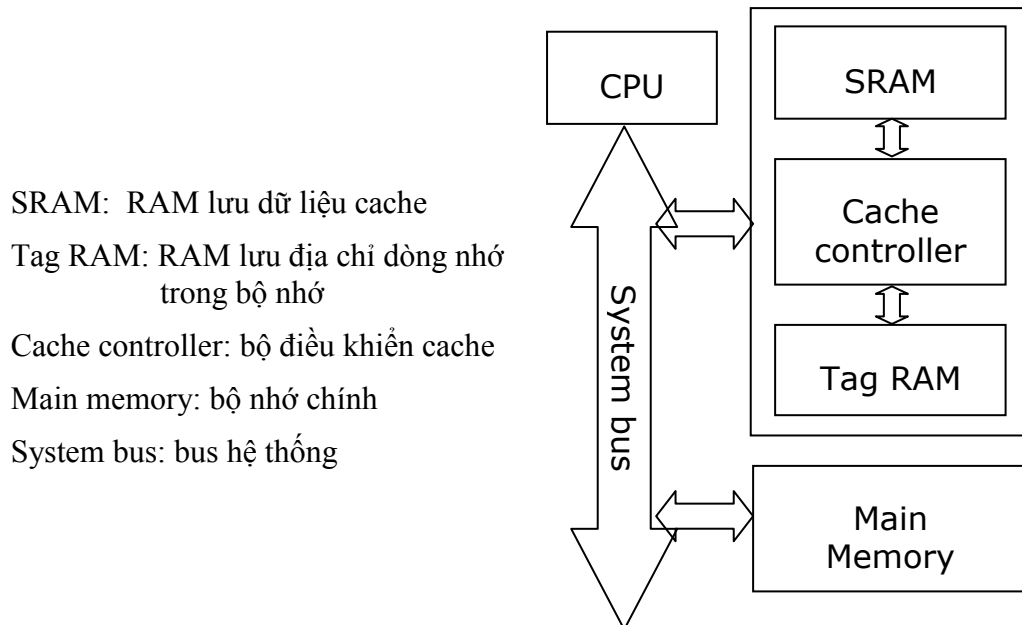 SRAM: RAM lưu dữ liệu cache
Tag RAM: RAM lưu địa chỉ dòng nhớ
trong bộ nhớ
Cache controller: bộ điều khiển cache
Main memory: bộ nhớ chính
System bus: bus hệ thống
CPU
System bus
SRAM
Cache
controller
Tag RAM
Main
Memory